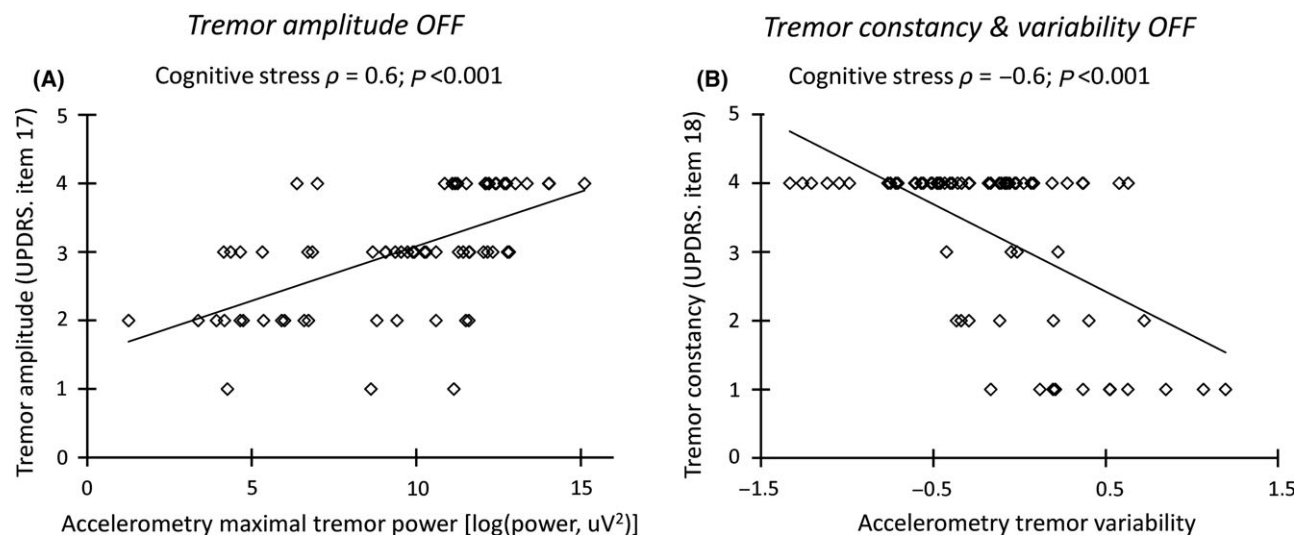 Tremor amplitude OFF
(A)
Cognitive stress ρ = 0.6; P <0.001
Tremor amplitude (UPDRS. item 17)
5
4
3
2
1
0
0 5 10 15
Accelerometry maximal tremor power [log(power, uV²)]
Tremor constancy & variability OFF
(B)
Cognitive stress ρ = −0.6; P <0.001
Tremor constancy (UPDRS. item 18)
5
4
3
2
1
0
−1.5 −0.5 0.5 1.5
Accelerometry tremor variability